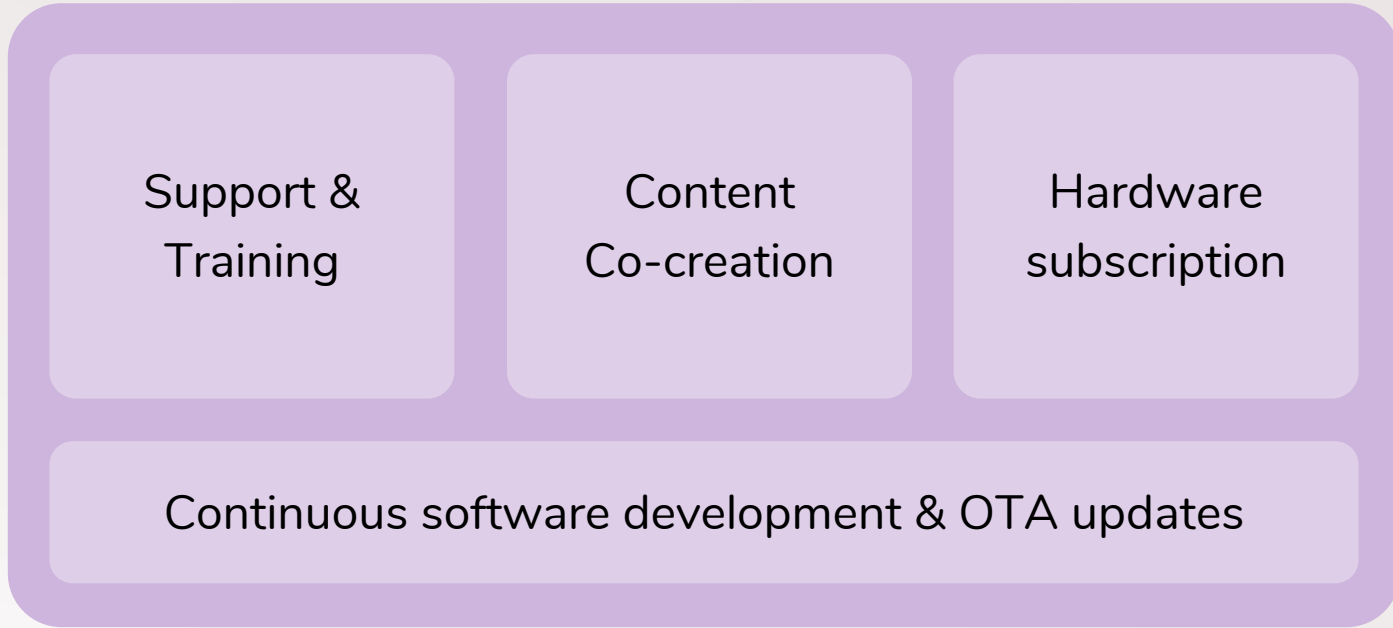 Support &
Training
Content
Co-creation
Hardware
subscription
Continuous software development & OTA updates